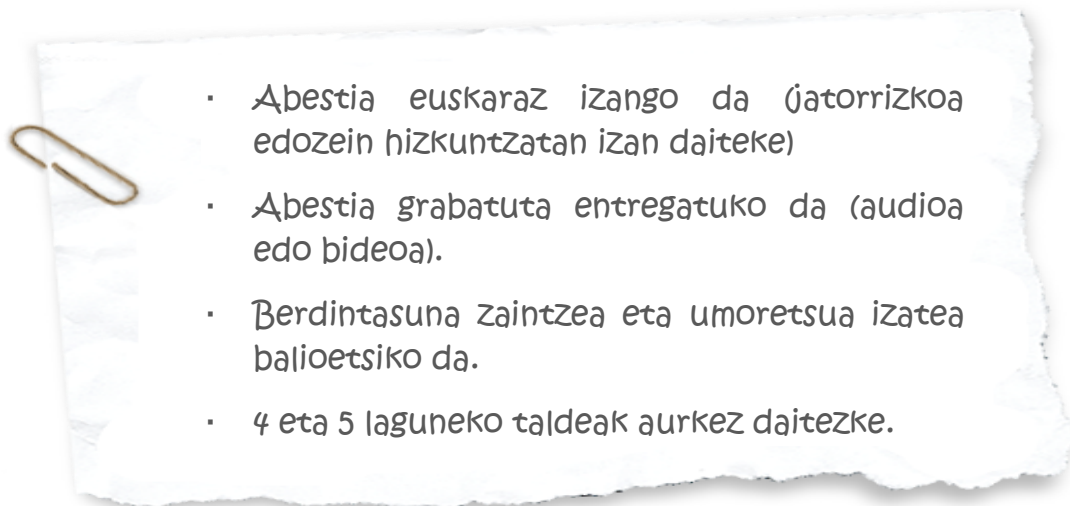 · Abestia euskaraz izango da (jatorrizkoa
edozein hizkuntzatan izan daiteke)
· Abestia grabatuta entregatuko da (audioa
edo bideoa).
· Berdintasuna zaintzea eta umoretsua izatea
balioetsiko da.
· 4 eta 5 laguneko taldeak aurkez daitezke.